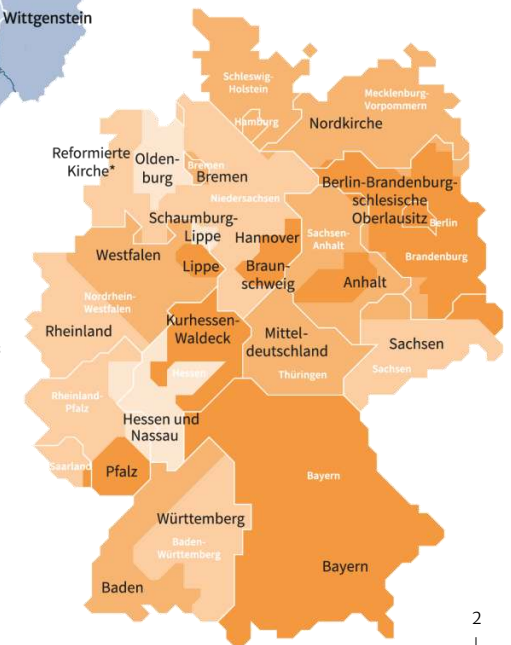 Wittgenstein
Schleswig-
Holstein
Mecklenburg-
Vorpommern
Hamburg
Nordkirche
Reformierte
Kirche*
Olden-
burg
Bremen
Bremen
Niedersachsen
Berlin-Brandenburg-
schlesische
Oberlausitz
Berlin
Brandenburg
Schaumburg-
Lippe
Hannover
Sachsen-
Anhalt
Westfalen
Lippe
Braun-
schweig
Anhalt
Nordrhein-
Westfalen
Rheinland
Kurhessen-
Waldeck
Mittel-
deutschland
Sachsen
Hessen
Thüringen
Sachsen
Rheinland-
Pfalz
Hessen und
Nassau
Saarland
Pfalz
Bayern
Württemberg
Baden-
Württemberg
Bayern
Baden
2